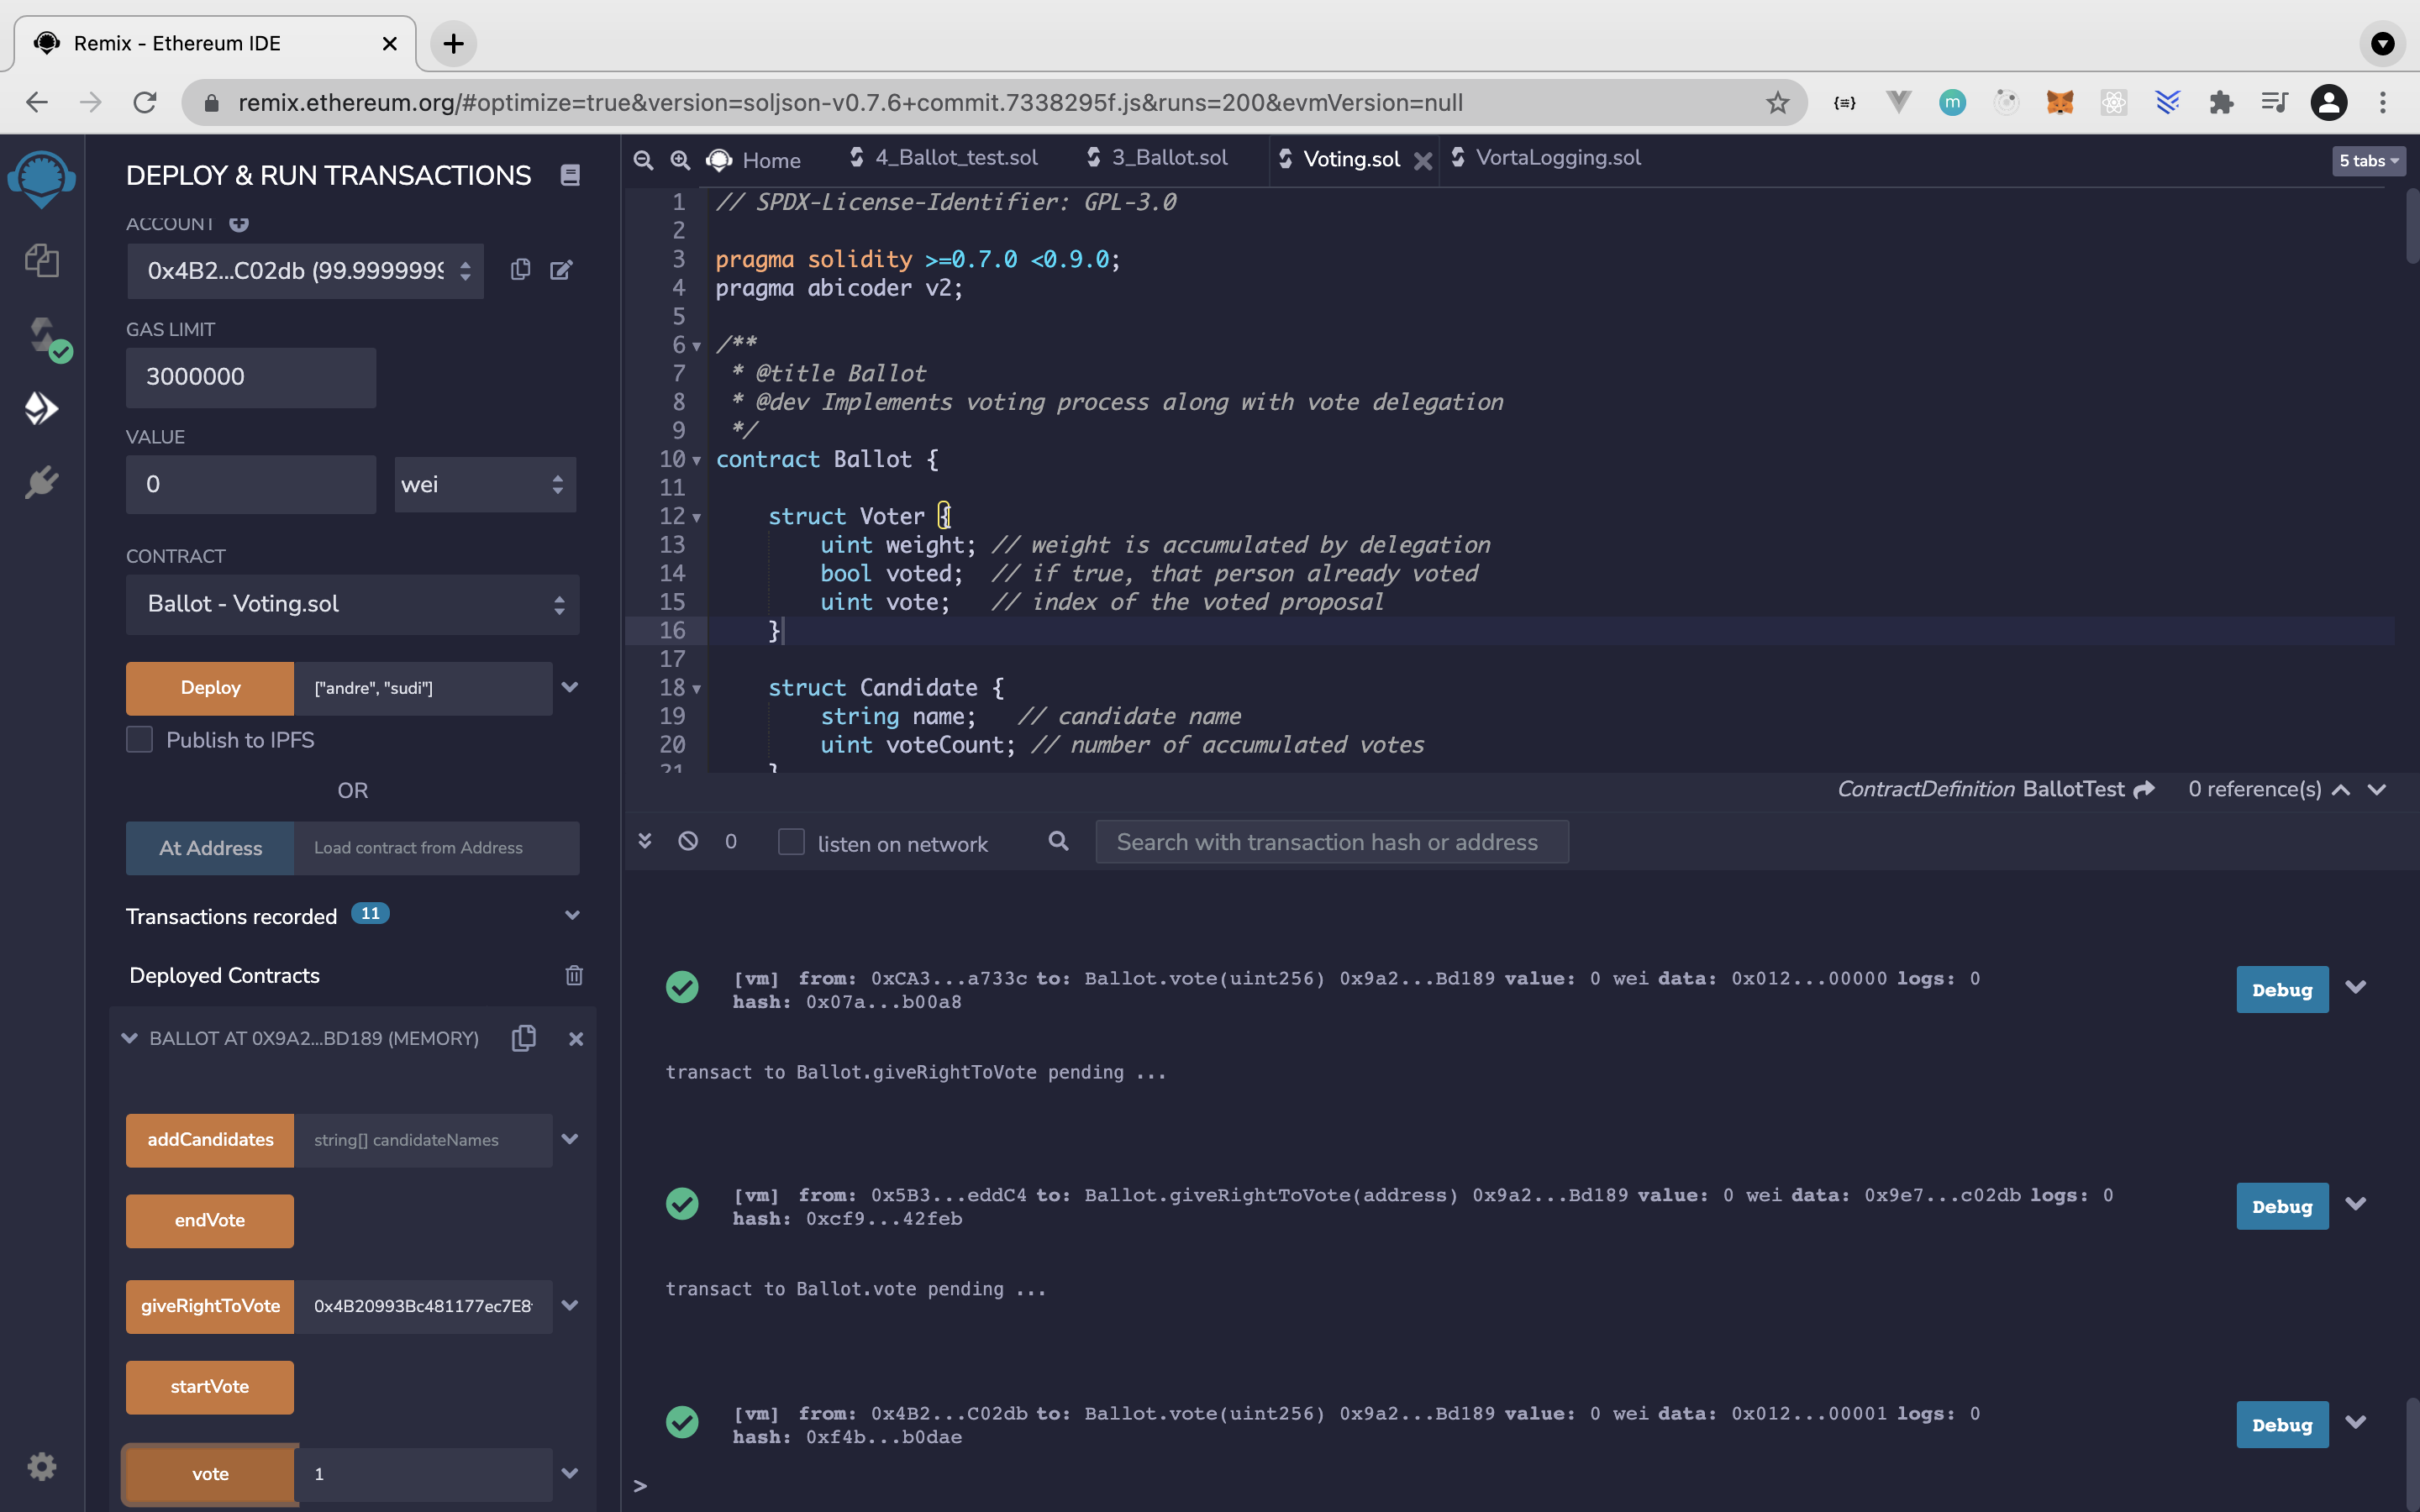 Remix - Ethereum IDE
remix.ethereum.org/#optimize=true&version=soljson-v0.7.6+commit.7338295f.js&runs=200&evmVersion=null
DEPLOY & RUN TRANSACTIONS
ACCOUNT
0x4B2...C02db (99.9999999
GAS LIMIT
3000000
VALUE
0
wei
CONTRACT
Ballot - Voting.sol
Deploy
["andre", "sudi"]
Publish to IPFS
OR
At Address
Load contract from Address
Transactions recorded 11
Deployed Contracts
BALLOT AT 0X9A2...BD189 (MEMORY)
addCandidates
string[] candidateNames
endVote
giveRightToVote
0x4B20993Bc481177ec7E8
startVote
vote
1
Home
4_Ballot_test.sol
3_Ballot.sol
Voting.sol
VortaLogging.sol
5 tabs
1 // SPDX-License-Identifier: GPL-3.0
2
3 pragma solidity >=0.7.0 <0.9.0;
4 pragma abicoder v2;
5
6 /**
7 * @title Ballot
8 * @dev Implements voting process along with vote delegation
9 */
10 contract Ballot {
11
12 struct Voter {
13 uint weight; // weight is accumulated by delegation
14 bool voted; // if true, that person already voted
15 uint vote; // index of the voted proposal
16 }
17
18 struct Candidate {
19 string name; // candidate name
20 uint voteCount; // number of accumulated votes
21 }
ContractDefinition BallotTest
0 reference(s)
0
listen on network
Search with transaction hash or address
[vm] from: 0xCA3...a733c to: Ballot.vote(uint256) 0x9a2...Bd189 value: 0 wei data: 0x012...00000 logs: 0
hash: 0x07a...b00a8
Debug
transact to Ballot.giveRightToVote pending ...
[vm] from: 0x5B3...eddC4 to: Ballot.giveRightToVote(address) 0x9a2...Bd189 value: 0 wei data: 0x9e7...c02db logs: 0
hash: 0xcf9...42feb
Debug
transact to Ballot.vote pending ...
[vm] from: 0x4B2...C02db to: Ballot.vote(uint256) 0x9a2...Bd189 value: 0 wei data: 0x012...00001 logs: 0
hash: 0xf4b...b0dae
Debug
>